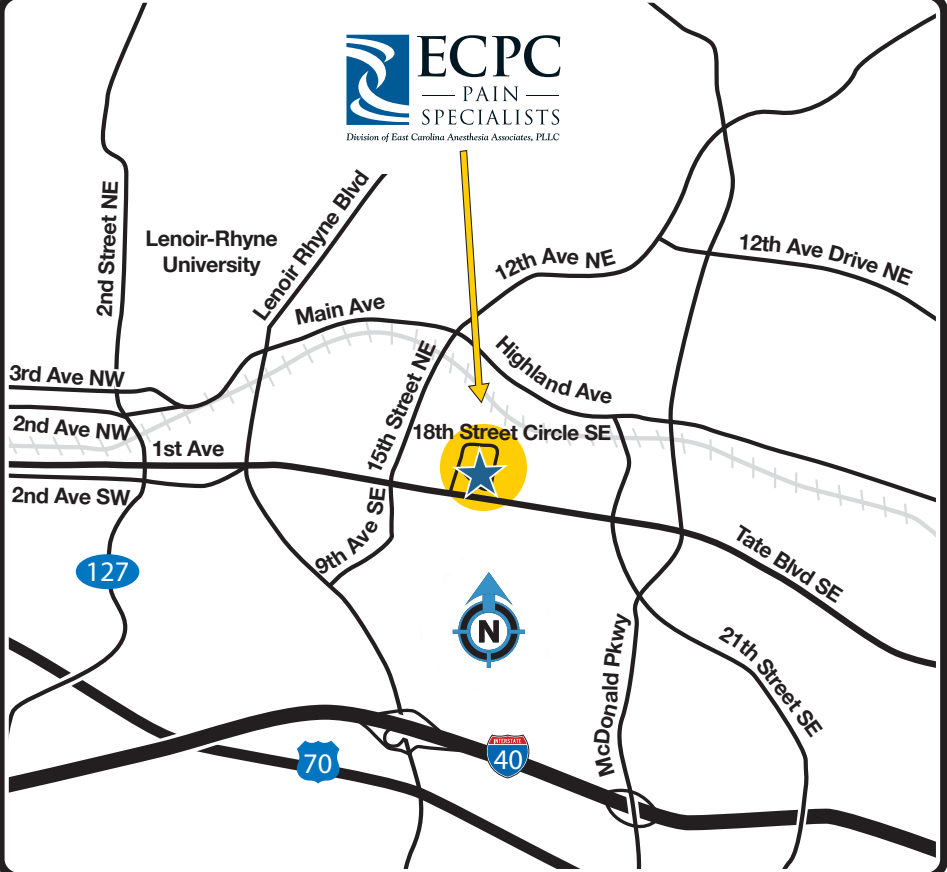 ECPC
PAIN
SPECIALISTS
Division of East Carolina Anesthesia Associates, PLLC
2nd Street NE
Lenoir-Rhyne
University
Lenoir Rhyne Blvd
12th Ave NE
12th Ave Drive NE
Main Ave
Highland Ave
3rd Ave NW
15th Street NE
2nd Ave NW
18th Street Circle SE
1st Ave
2nd Ave SW
9th Ave SE
Tate Blvd SE
127
N
McDonald Pkwy
21th Street SE
70
INTERSTATE
40